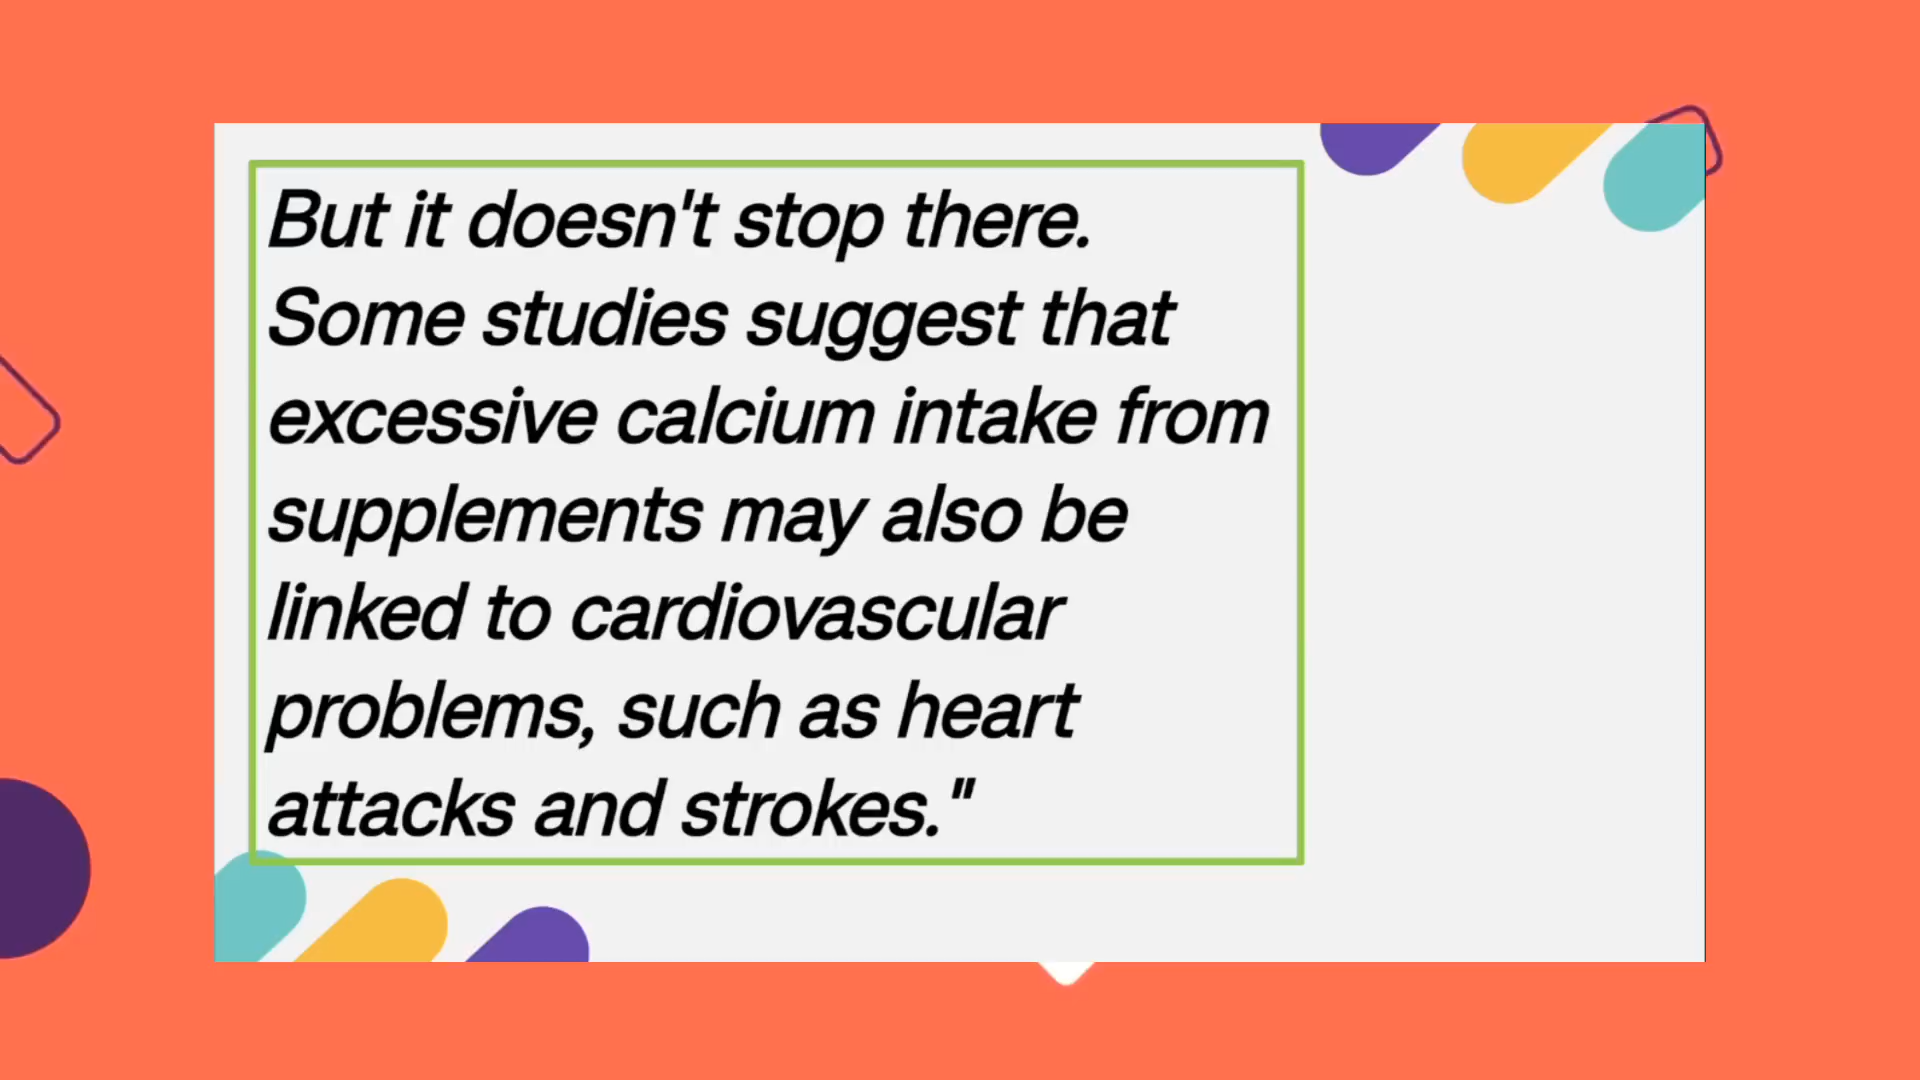 But it doesn't stop there.
Some studies suggest that
excessive calcium intake from
supplements may also be
linked to cardiovascular
problems, such as heart
attacks and strokes."